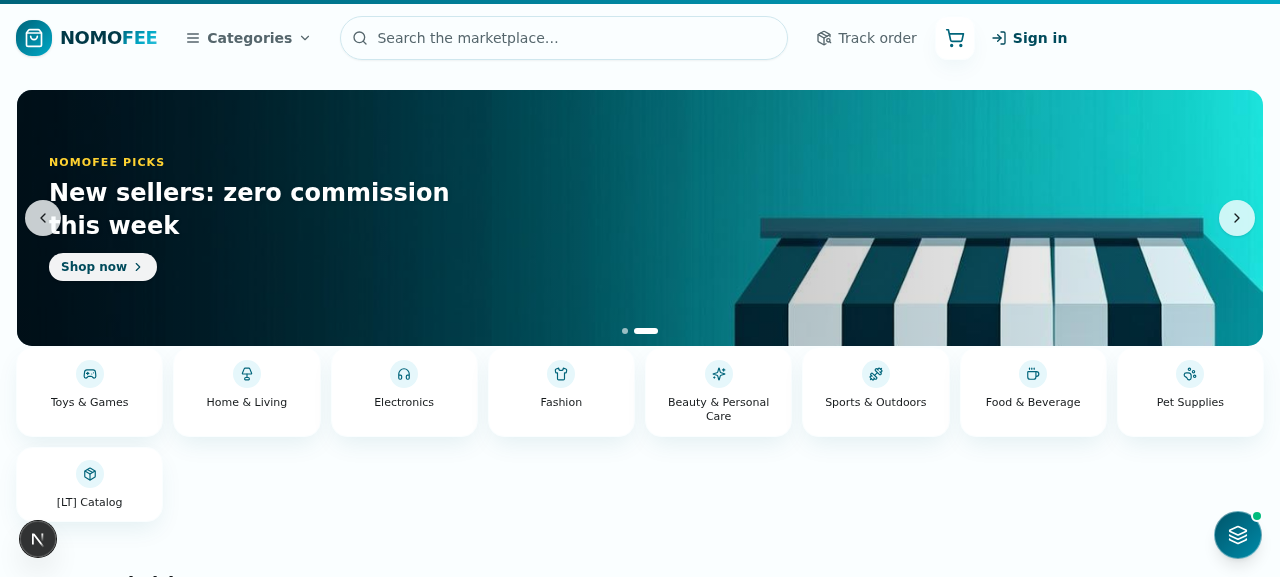 NOMOFEE
Categories
Search the marketplace...
Track order
Sign in
NOMOFEE PICKS
New sellers: zero commission
this week
Shop now
Toys & Games
Home & Living
Electronics
Fashion
Beauty & Personal
Care
Sports & Outdoors
Food & Beverage
Pet Supplies
[LT] Catalog
N